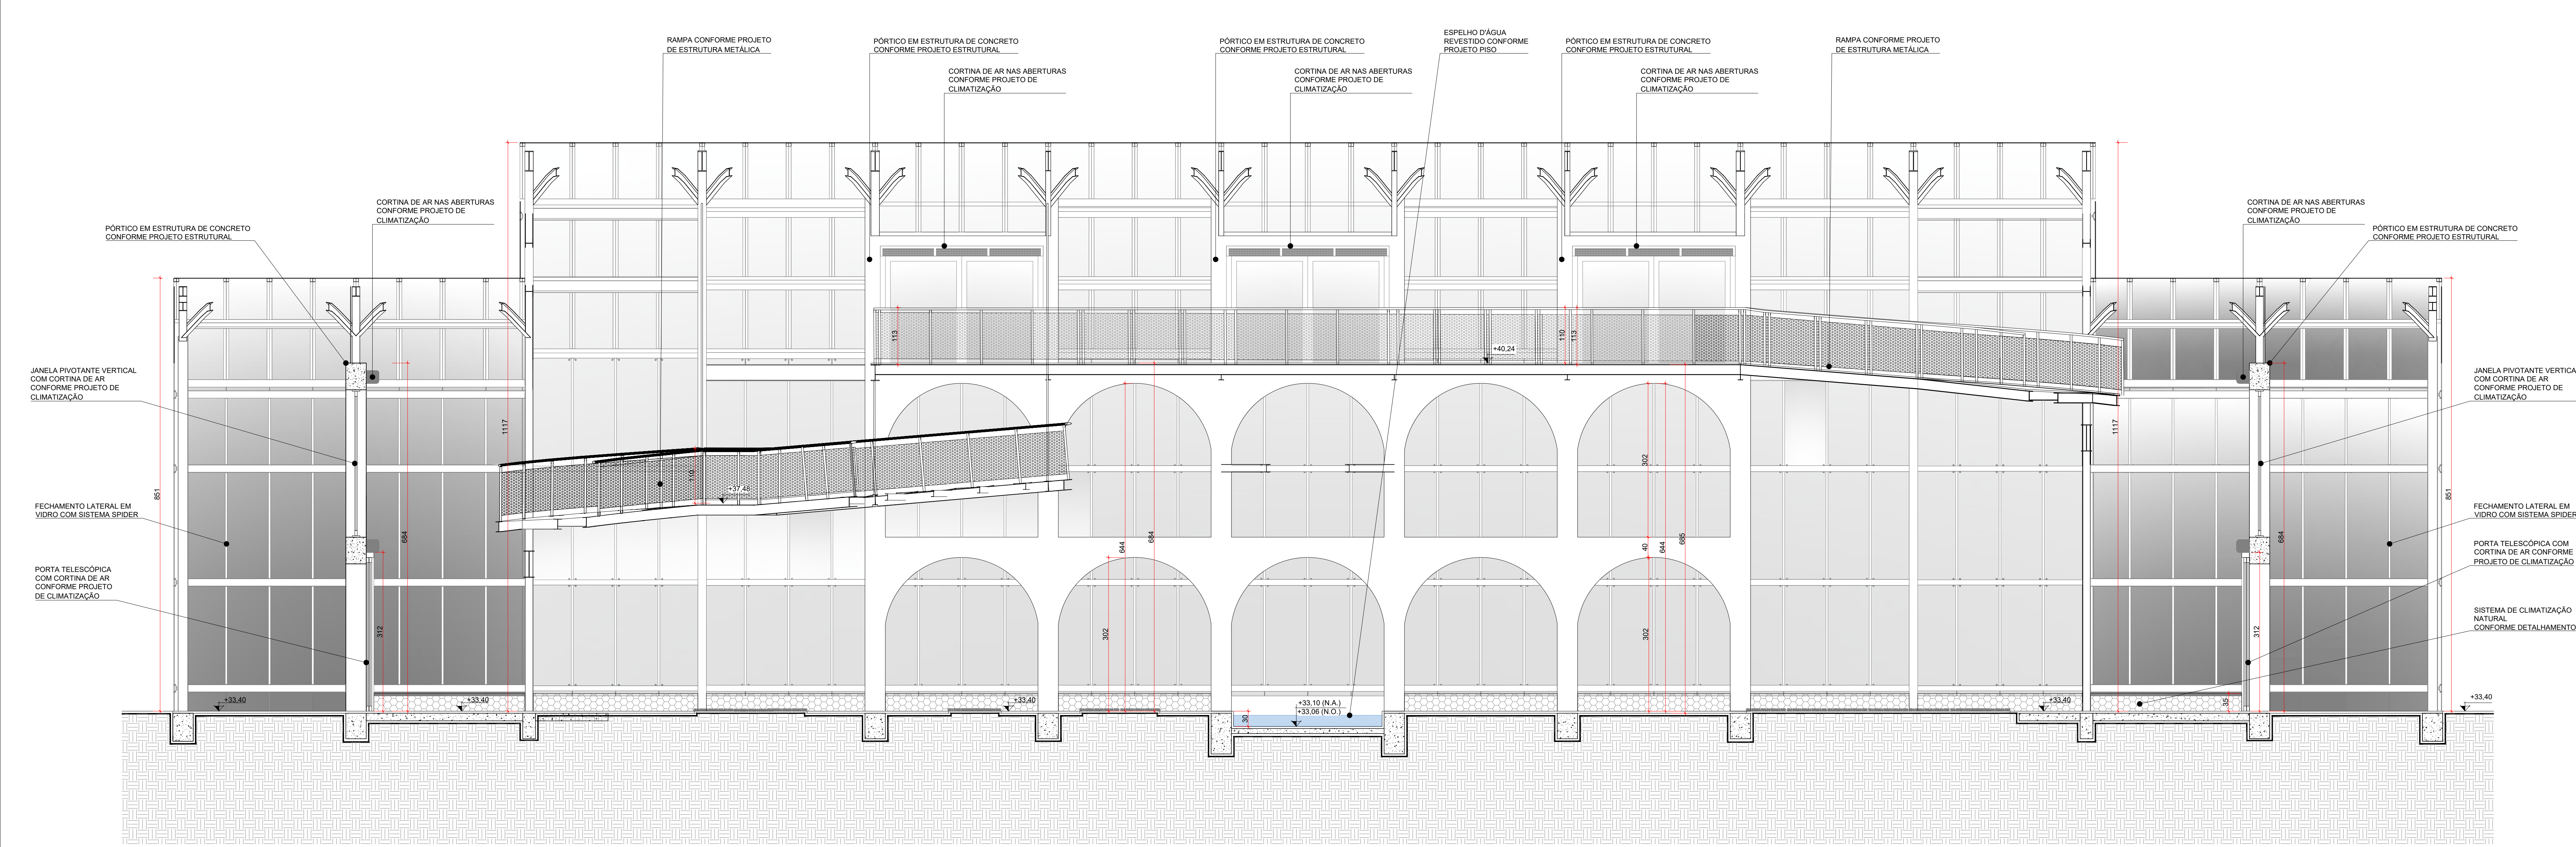 RAMPA CONFORME PROJETO
DE ESTRUTURA METÁLICA
PÓRTICO EM ESTRUTURA DE CONCRETO
CONFORME PROJETO ESTRUTURAL
CORTINA DE AR NAS ABERTURAS
CONFORME PROJETO DE
CLIMATIZAÇÃO
PÓRTICO EM ESTRUTURA DE CONCRETO
CONFORME PROJETO ESTRUTURAL
CORTINA DE AR NAS ABERTURAS
CONFORME PROJETO DE
CLIMATIZAÇÃO
ESPELHO D'ÁGUA
REVESTIDO CONFORME
PROJETO PISO
PÓRTICO EM ESTRUTURA DE CONCRETO
CONFORME PROJETO ESTRUTURAL
CORTINA DE AR NAS ABERTURAS
CONFORME PROJETO DE
CLIMATIZAÇÃO
RAMPA CONFORME PROJETO
DE ESTRUTURA METÁLICA
CORTINA DE AR NAS ABERTURAS
CONFORME PROJETO DE
CLIMATIZAÇÃO
PÓRTICO EM ESTRUTURA DE CONCRETO
CONFORME PROJETO ESTRUTURAL
JANELA PIVOTANTE VERTICAL
COM CORTINA DE AR
CONFORME PROJETO DE
CLIMATIZAÇÃO
FECHAMENTO LATERAL EM
VIDRO COM SISTEMA SPIDER
PORTA TELESCÓPICA
COM CORTINA DE AR
CONFORME PROJETO
DE CLIMATIZAÇÃO
CORTINA DE AR NAS ABERTURAS
CONFORME PROJETO DE
CLIMATIZAÇÃO
PÓRTICO EM ESTRUTURA DE CONCRETO
CONFORME PROJETO ESTRUTURAL
JANELA PIVOTANTE VERTICA
COM CORTINA DE AR
CONFORME PROJETO DE
CLIMATIZAÇÃO
FECHAMENTO LATERAL EM
VIDRO COM SISTEMA SPIDER
PORTA TELESCÓPICA COM
CORTINA DE AR CONFORME
PROJETO DE CLIMATIZAÇÃO
SISTEMA DE CLIMATIZAÇÃO
NATURAL
CONFORME DETALHAMENTO
851
684
312
1117
110
+37,48
113
302
644
684
+40,24
110
113
302
40
302
644
685
1117
312
684
851
35
30
+33,10 (N.A.)
+33,06 (N.O.)
+33,40
+33,40
+33,40
+33,40
+33,40